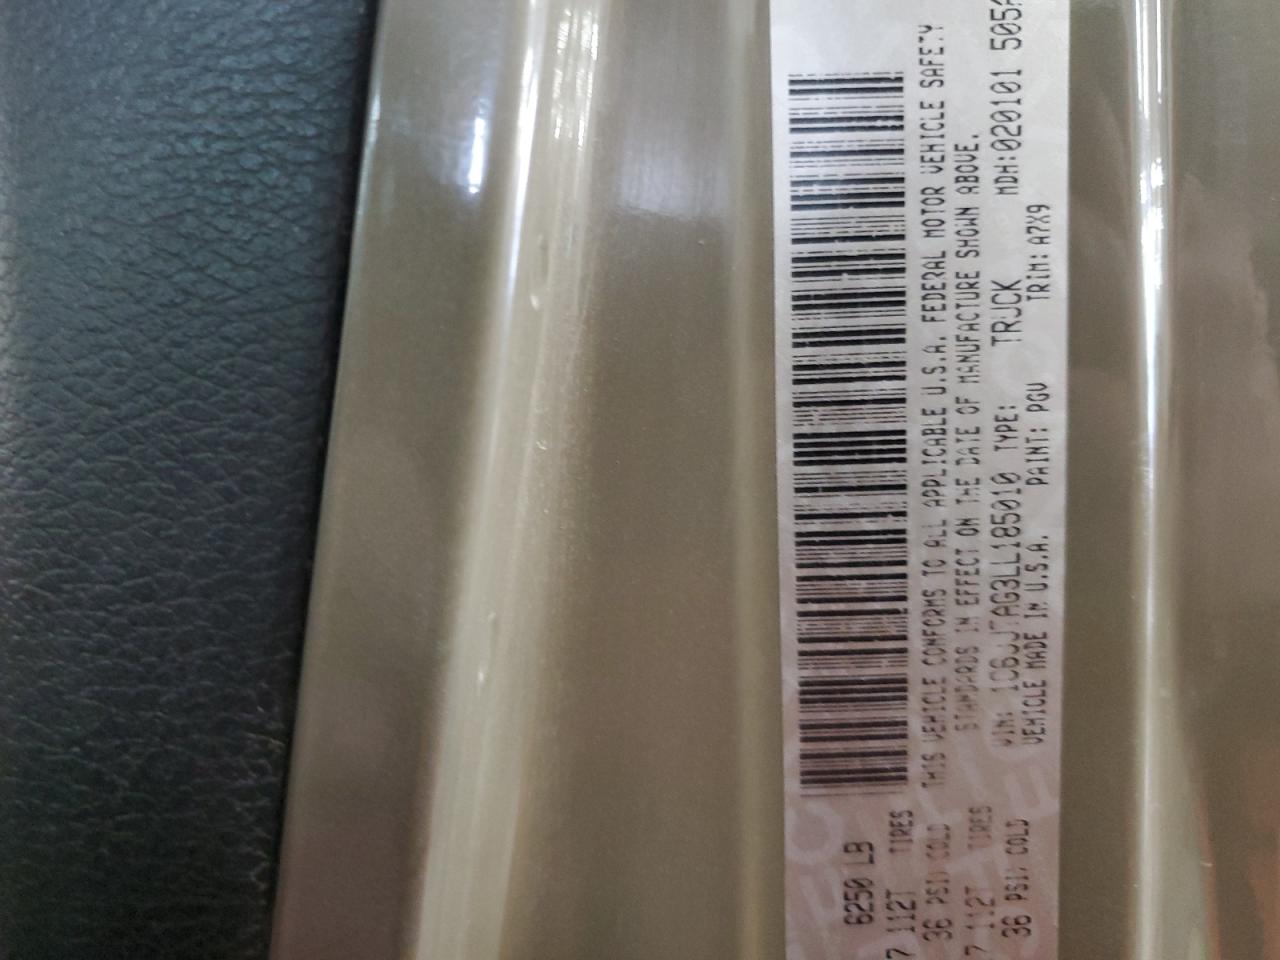 6250 LB
7 112T TIRES
36 PSI/ COLD
7 112T TIRES
36 PSI/ COLD
THIS VEHICLE CONFORMS TO ALL APPLICABLE U.S.A. FEDERAL MOTOR VEHICLE SAFETY
STANDARDS IN EFFECT ON THE DATE OF MANUFACTURE SHOWN ABOVE.
VIN: 1C6JJTAG3LL185010 TYPE: TRUCK MDH:020101 505
VEHICLE MADE IN U.S.A. PAINT: PGV TRIM: A7X9